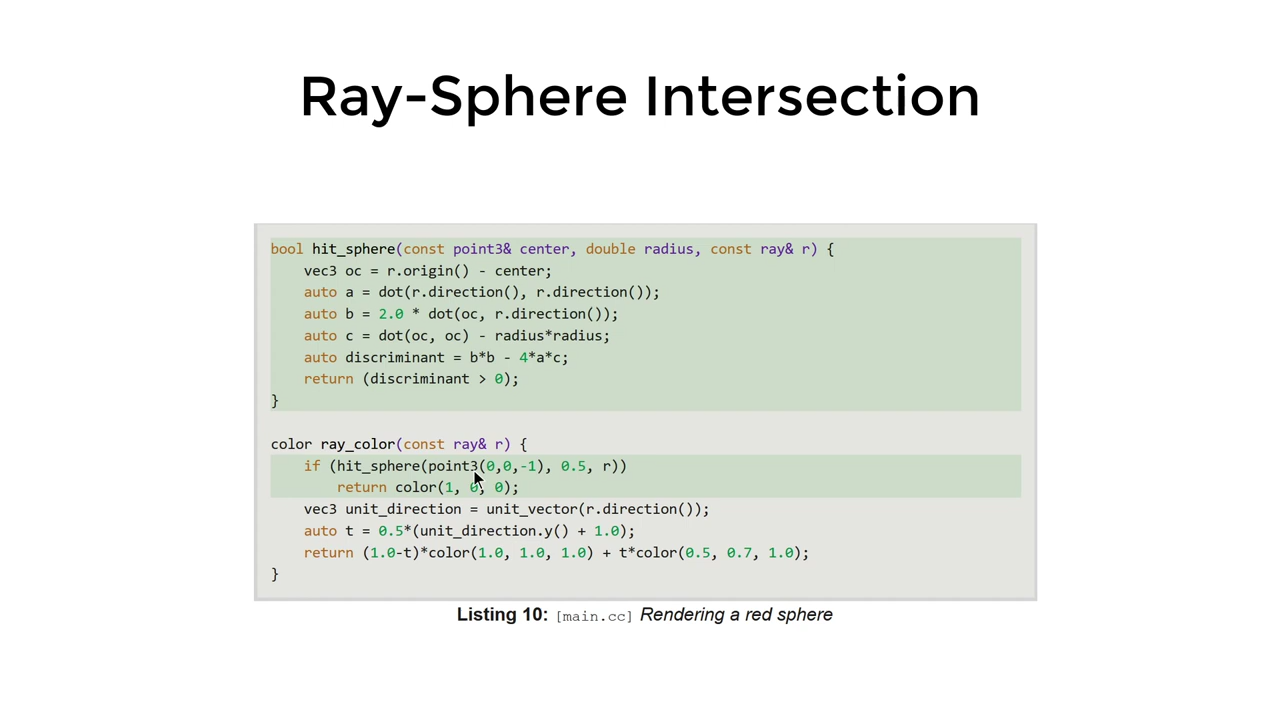 Ray-Sphere Intersection
bool hit_sphere(const point3& center, double radius, const ray& r) {
    vec3 oc = r.origin() - center;
    auto a = dot(r.direction(), r.direction());
    auto b = 2.0 * dot(oc, r.direction());
    auto c = dot(oc, oc) - radius*radius;
    auto discriminant = b*b - 4*a*c;
    return (discriminant > 0);
}
color ray_color(const ray& r) {
    if (hit_sphere(point3(0,0,-1), 0.5, r))
        return color(1, 0, 0);
    vec3 unit_direction = unit_vector(r.direction());
    auto t = 0.5*(unit_direction.y() + 1.0);
    return (1.0-t)*color(1.0, 1.0, 1.0) + t*color(0.5, 0.7, 1.0);
}
Listing 10: [main.cc] Rendering a red sphere